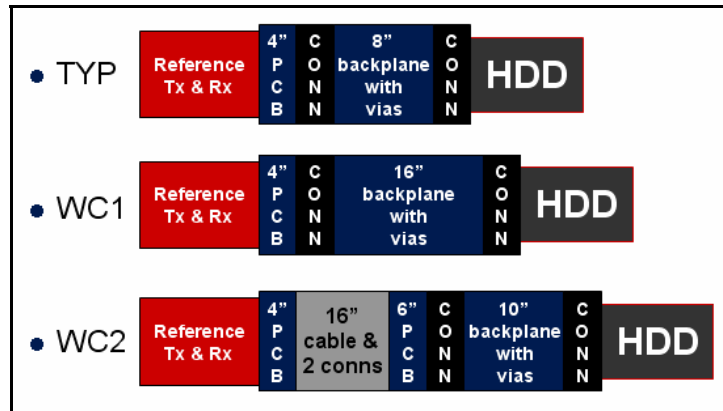 • TYP
Reference
Tx & Rx
4”
P
C
B
C
O
N
N
8”
backplane
with
vias
C
O
N
N
HDD
• WC1
Reference
Tx & Rx
4”
P
C
B
C
O
N
N
16”
backplane
with
vias
C
O
N
N
HDD
• WC2
Reference
Tx & Rx
4”
P
C
B
16”
cable &
2 conns
6”
P
C
B
C
O
N
N
10”
backplane
with
vias
C
O
N
N
HDD